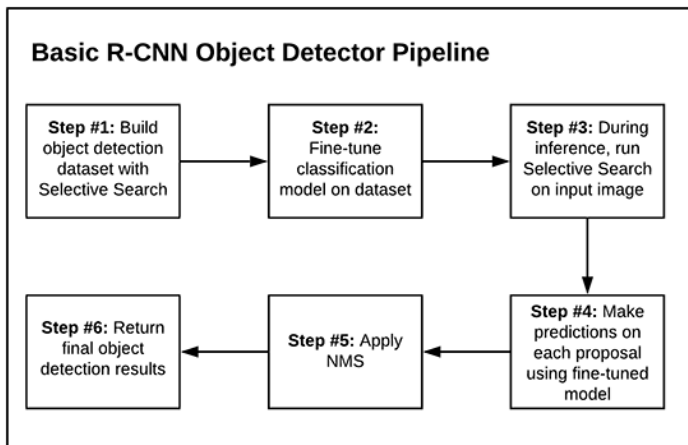 Basic R-CNN Object Detector Pipeline
Step #1: Build
object detection
dataset with
Selective Search
Step #2:
Fine-tune
classification
model on dataset
Step #3: During
inference, run
Selective Search
on input image
Step #4: Make
predictions on
each proposal
using fine-tuned
model
Step #5: Apply
NMS
Step #6: Return
final object
detection results